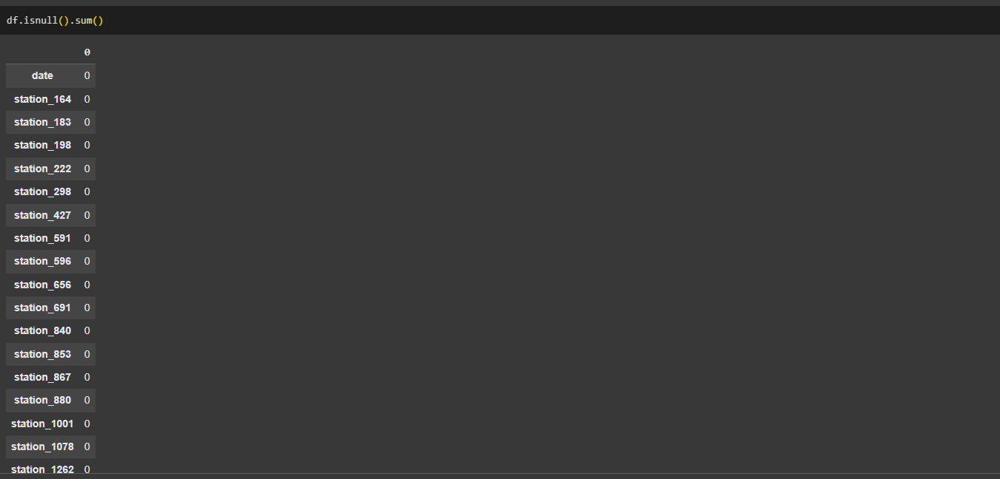 df.isnull().sum()
0
date 0
station_164 0
station_183 0
station_198 0
station_222 0
station_298 0
station_427 0
station_591 0
station_596 0
station_656 0
station_691 0
station_840 0
station_853 0
station_867 0
station_880 0
station_1001 0
station_1078 0
station_1262 0